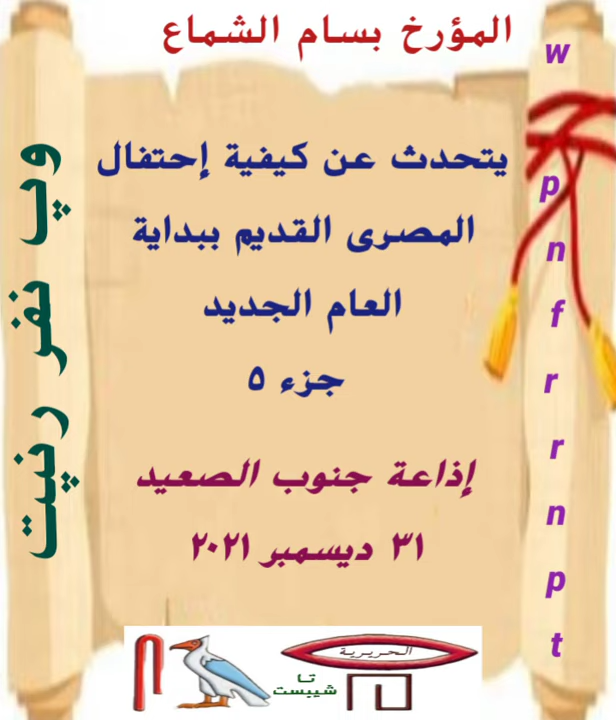 المؤرخ بسام الشماع
يتحدث عن كيفية إحتفال
المصرى القديم ببداية
العام الجديد
جزء ٥
إذاعة جنوب الصعيد
٣١ ديسمبر ٢٠٢١
وپ نفر رنپت
w p n f r r n p t
الحريرية
تا
شيبست